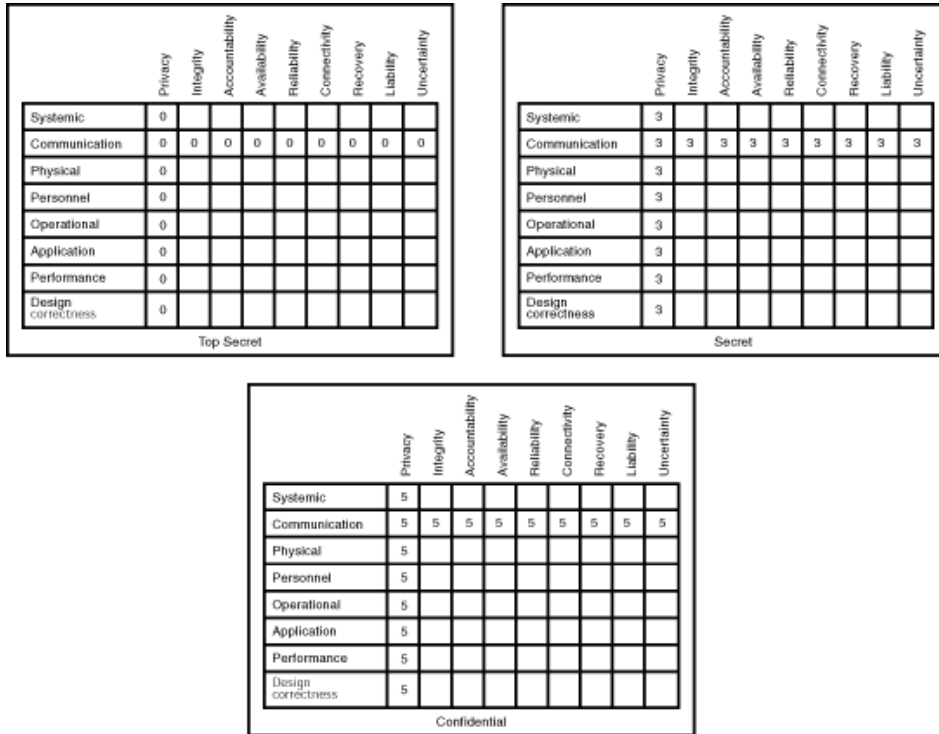 Privacy
Integrity
Accountability
Availability
Reliability
Connectivity
Recovery
Liability
Uncertainty
Systemic 0
Communication 0 0 0 0 0 0 0 0 0
Physical 0
Personnel 0
Operational 0
Application 0
Performance 0
Design
correctness 0
Top Secret
Privacy
Integrity
Accountability
Availability
Reliability
Connectivity
Recovery
Liability
Uncertainty
Systemic 3
Communication 3 3 3 3 3 3 3 3 3
Physical 3
Personnel 3
Operational 3
Application 3
Performance 3
Design
correctness 3
Secret
Privacy
Integrity
Accountability
Availability
Reliability
Connectivity
Recovery
Liability
Uncertainty
Systemic 5
Communication 5 5 5 5 5 5 5 5 5
Physical 5
Personnel 5
Operational 5
Application 5
Performance 5
Design
correctness 5
Confidential